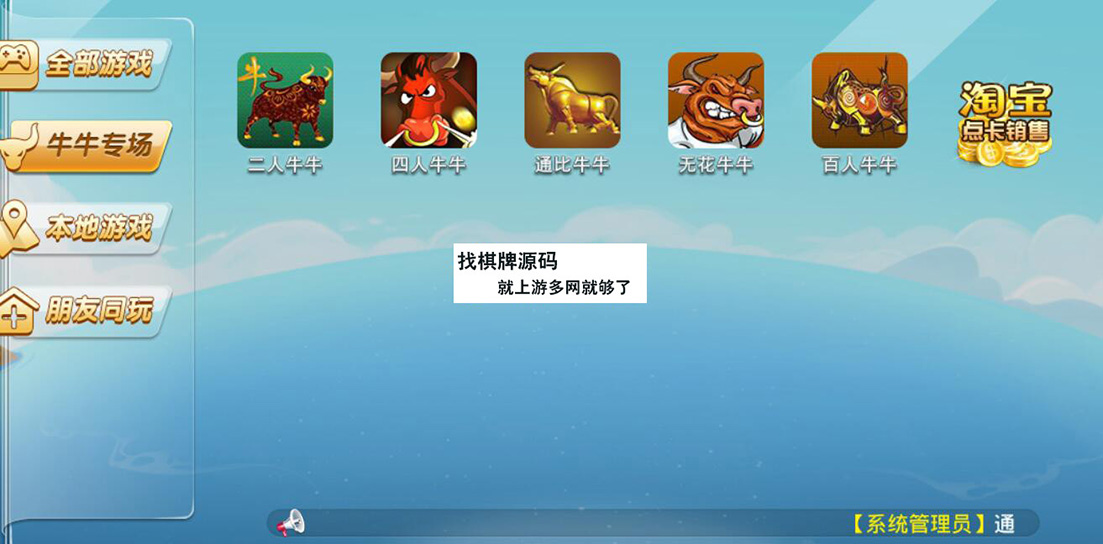 全部游戏
牛牛专场
本地游戏
朋友同玩
牛
二人牛牛
四人牛牛
通比牛牛
无花牛牛
百人牛牛
淘宝
点卡销售
找棋牌源码
就上游多网就够了
【系统管理员】通